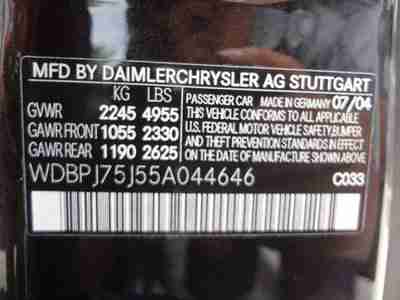 MFD BY DAIMLERCHRYSLER AG STUTTGART
KG LBS
GVWR 2245 4955
GAWR FRONT 1055 2330
GAWR REAR 1190 2625
PASSENGER CAR MADE IN GERMANY 07/04
THIS VEHICLE CONFORMS TO ALL APPLICABLE
U.S. FEDERAL MOTOR VEHICLE SAFETY, BUMPER
AND THEFT PREVENTION STANDARDS IN EFFECT ON
THE DATE OF MANUFACTURE SHOWN ABOVE
WDBPJ75J55A044646
C033